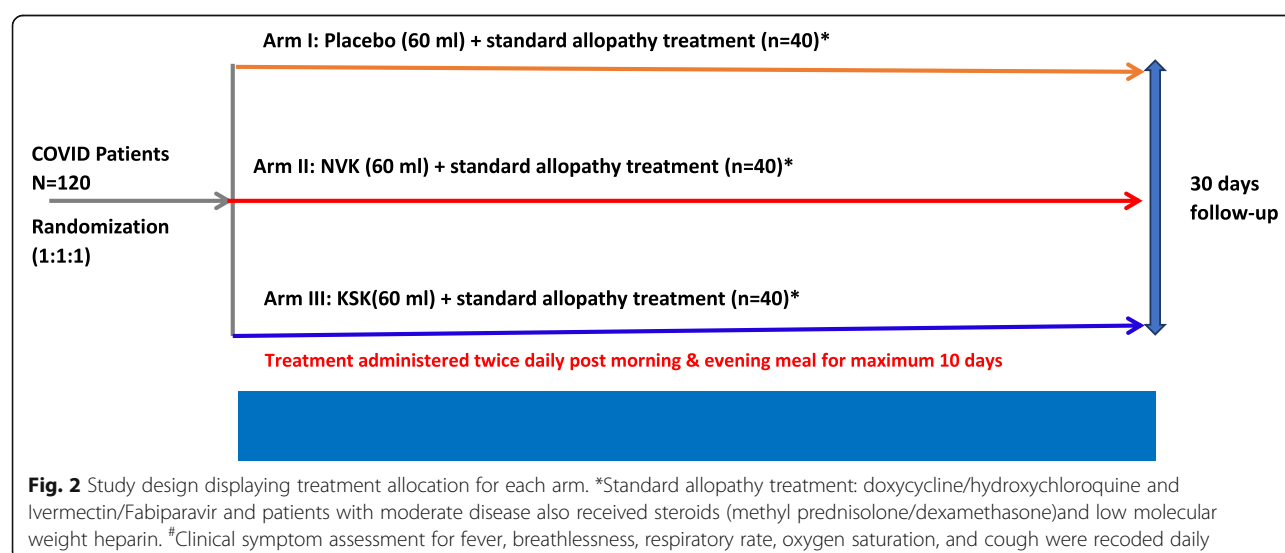 Arm I: Placebo (60 ml) + standard allopathy treatment (n=40)*
COVID Patients
N=120
Randomization
(1:1:1)
Arm II: NVK (60 ml) + standard allopathy treatment (n=40)*
30 days
follow-up
Arm III: KSK(60 ml) + standard allopathy treatment (n=40)*
Treatment administered twice daily post morning & evening meal for maximum 10 days
Fig. 2 Study design displaying treatment allocation for each arm. *Standard allopathy treatment: doxycycline/hydroxychloroquine and
Ivermectin/Fabiparavir and patients with moderate disease also received steroids (methyl prednisolone/dexamethasone)and low molecular
weight heparin. #Clinical symptom assessment for fever, breathlessness, respiratory rate, oxygen saturation, and cough were recoded daily